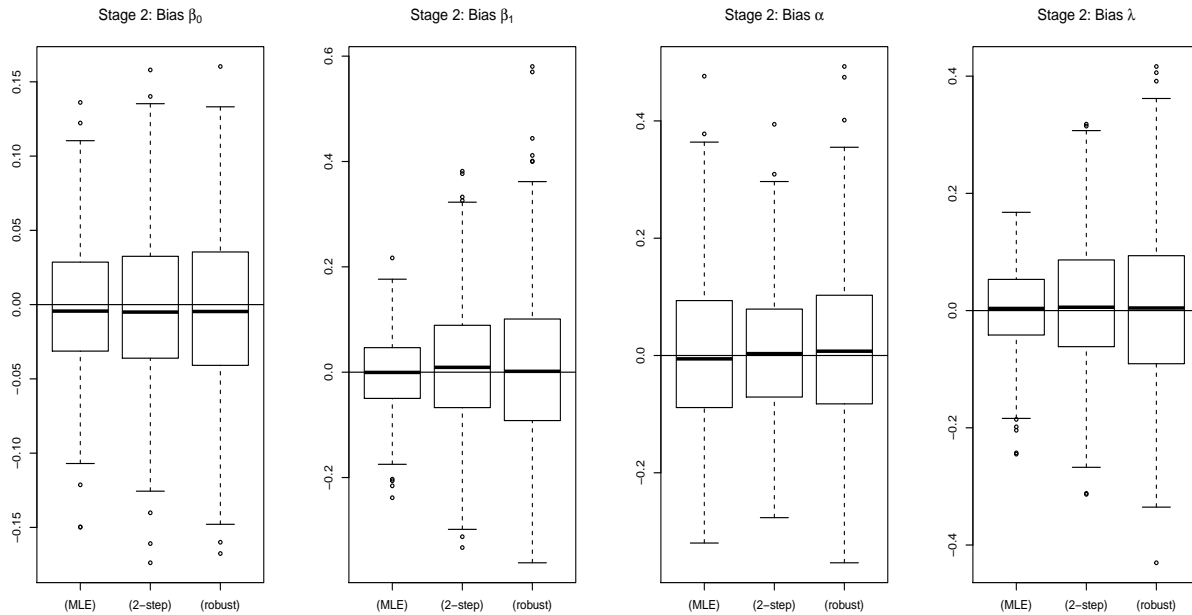 Stage 2: Bias β₀
0.15
0.10
0.05
0.00
−0.05
−0.10
−0.15
(MLE) (2−step) (robust)
Stage 2: Bias β₁
0.6
0.4
0.2
0.0
−0.2
(MLE) (2−step) (robust)
Stage 2: Bias α
0.4
0.2
0.0
−0.2
(MLE) (2−step) (robust)
Stage 2: Bias λ
0.4
0.2
0.0
−0.2
−0.4
(MLE) (2−step) (robust)